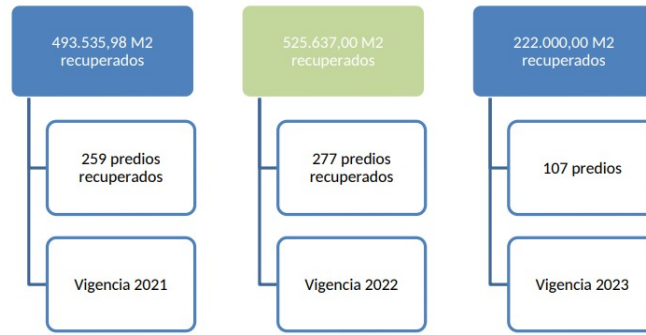 493.535,98 M2
recuperados
259 predios
recuperados
Vigencia 2021
525.637,00 M2
recuperados
277 predios
recuperados
Vigencia 2022
222.000,00 M2
recuperados
107 predios
Vigencia 2023